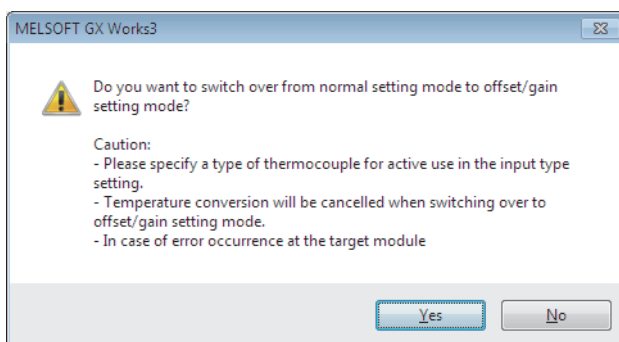 MELSOFT GX Works3
Do you want to switch over from normal setting mode to offset/gain
setting mode?
Caution:
- Please specify a type of thermocouple for active use in the input type
setting.
- Temperature conversion will be cancelled when switching over to
offset/gain setting mode.
- In case of error occurrence at the target module
Yes
No